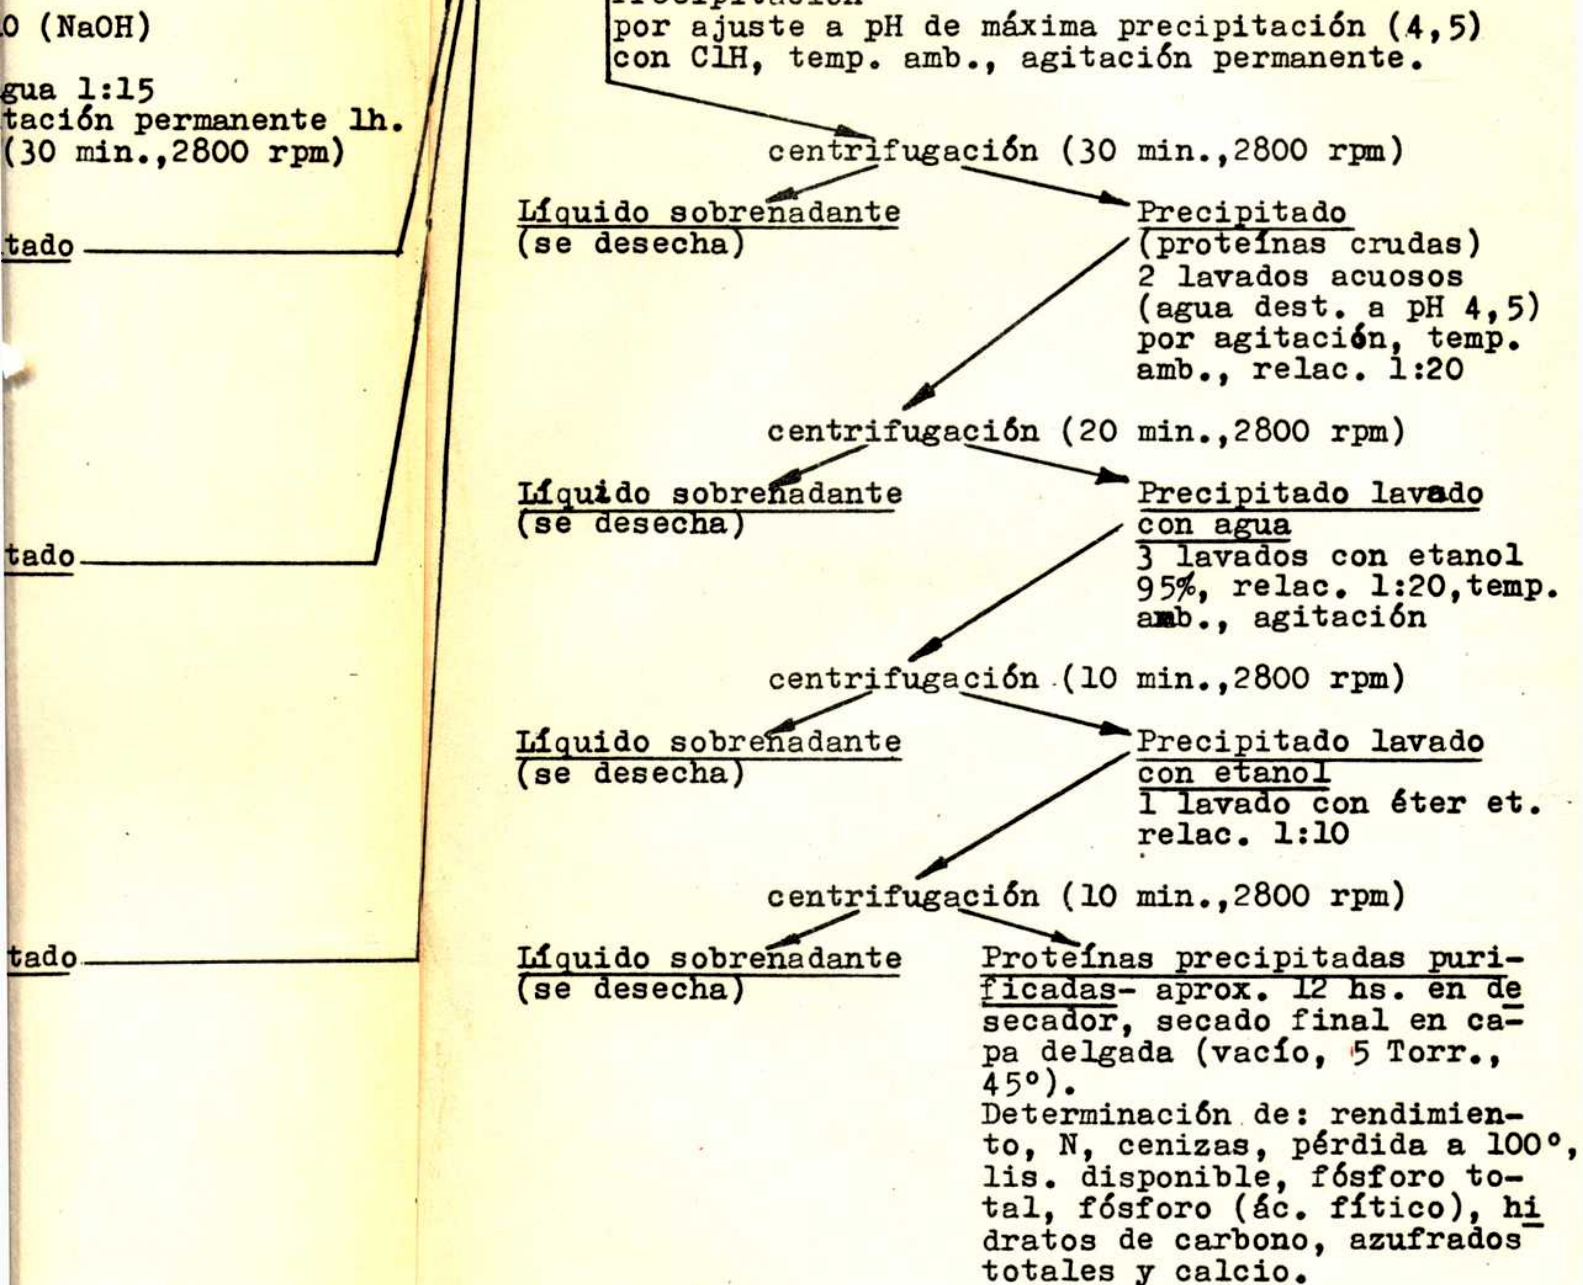 O (NaOH)
1:15
permanente 1h.
(30 min.,2800 rpm)
por ajuste a pH de máxima precipitación (4,5)
con ClH, temp. amb., agitación permanente.
centrifugación (30 min.,2800 rpm)
Líquido sobrenadante
(se desecha)
Precipitado
(proteínas crudas)
2 lavados acuosos
(agua dest. a pH 4,5)
por agitación, temp.
amb., relac. 1:20
tado
centrifugación (20 min.,2800 rpm)
Líquido sobrenadante
(se desecha)
Precipitado lavado
con agua
3 lavados con etanol
95%, relac. 1:20,temp.
amb., agitación
tado
centrifugación (10 min.,2800 rpm)
Líquido sobrenadante
(se desecha)
Precipitado lavado
con etanol
1 lavado con éter et.
relac. 1:10
centrifugación (10 min.,2800 rpm)
tado
Líquido sobrenadante
(se desecha)
Proteínas precipitadas puri-
ficadas- aprox. 12 hs. en de
secador, secado final en ca-
pa delgada (vacío, 5 Torr.,
45°).
Determinación de: rendimien-
to, N, cenizas, pérdida a 100°,
lis. disponible, fósforo to-
tal, fósforo (ác. fítico), hi
dratos de carbono, azufrados
totales y calcio.